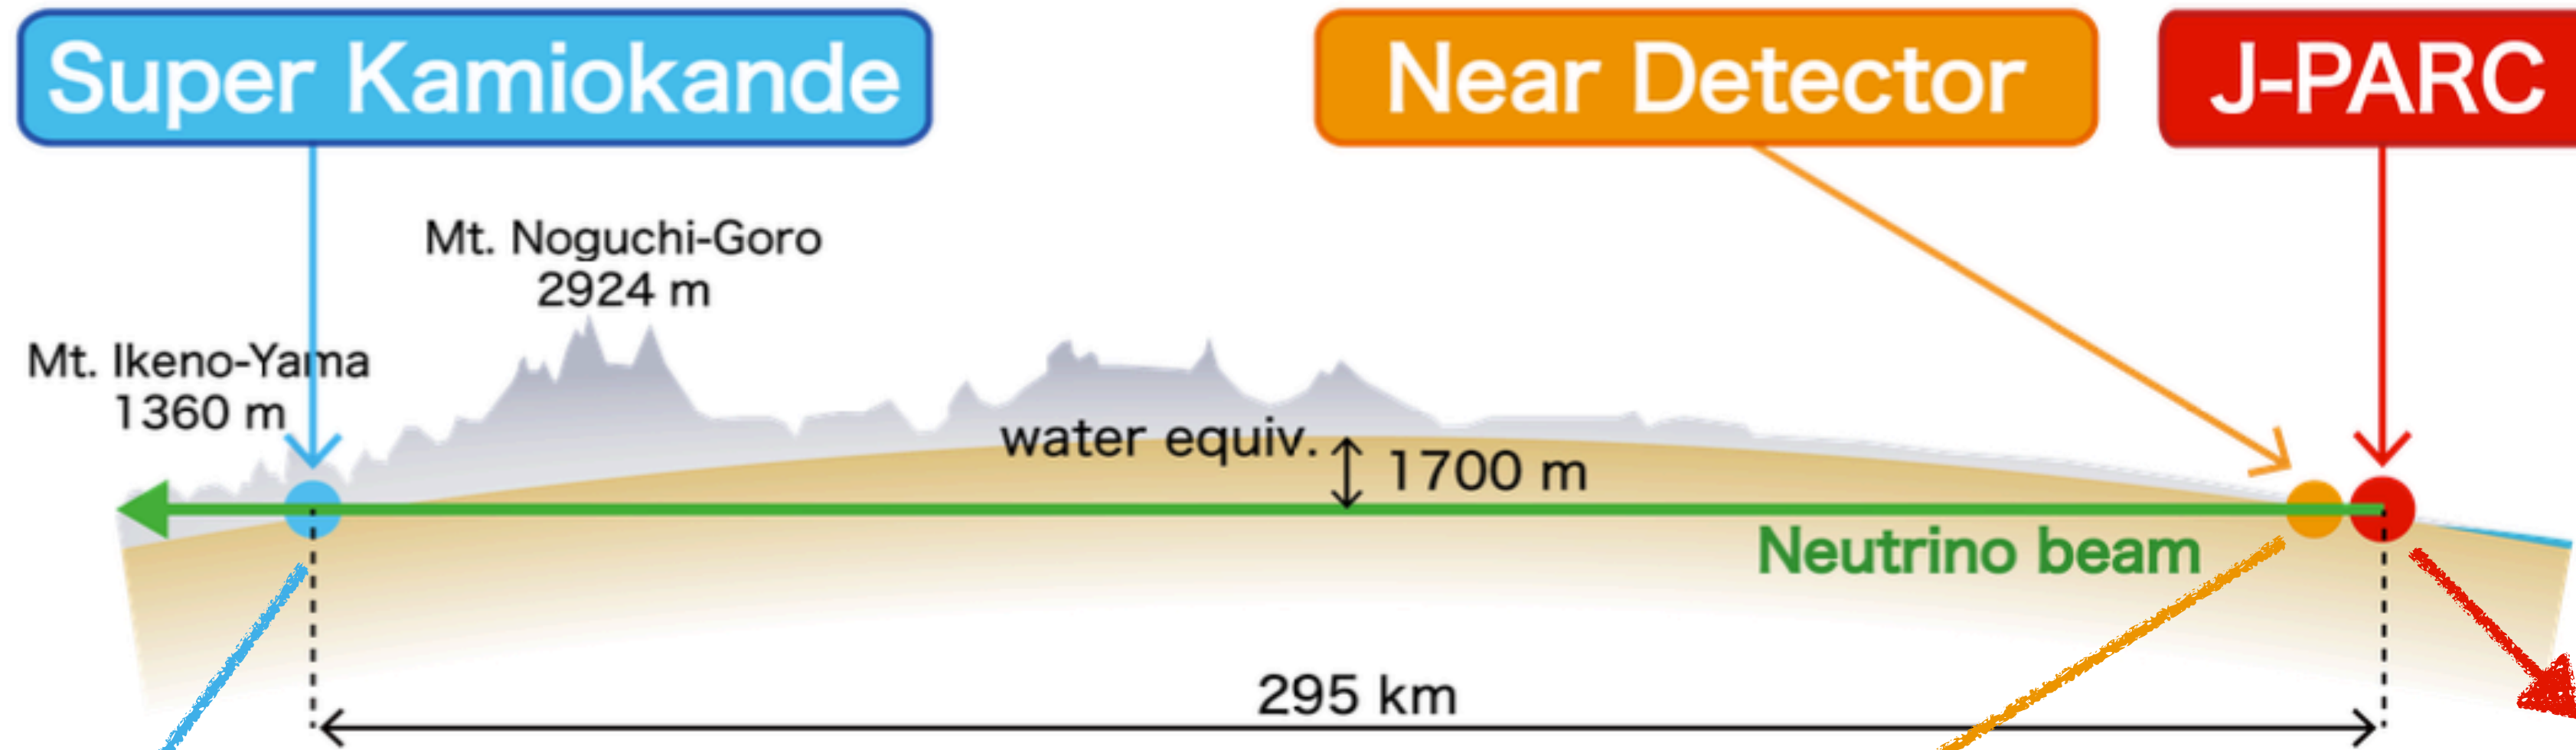 Super Kamiokande
Near Detector
J-PARC
Mt. Noguchi-Goro
2924 m
Mt. Ikeno-Yama
1360 m
water equiv.
1700 m
Neutrino beam
295 km